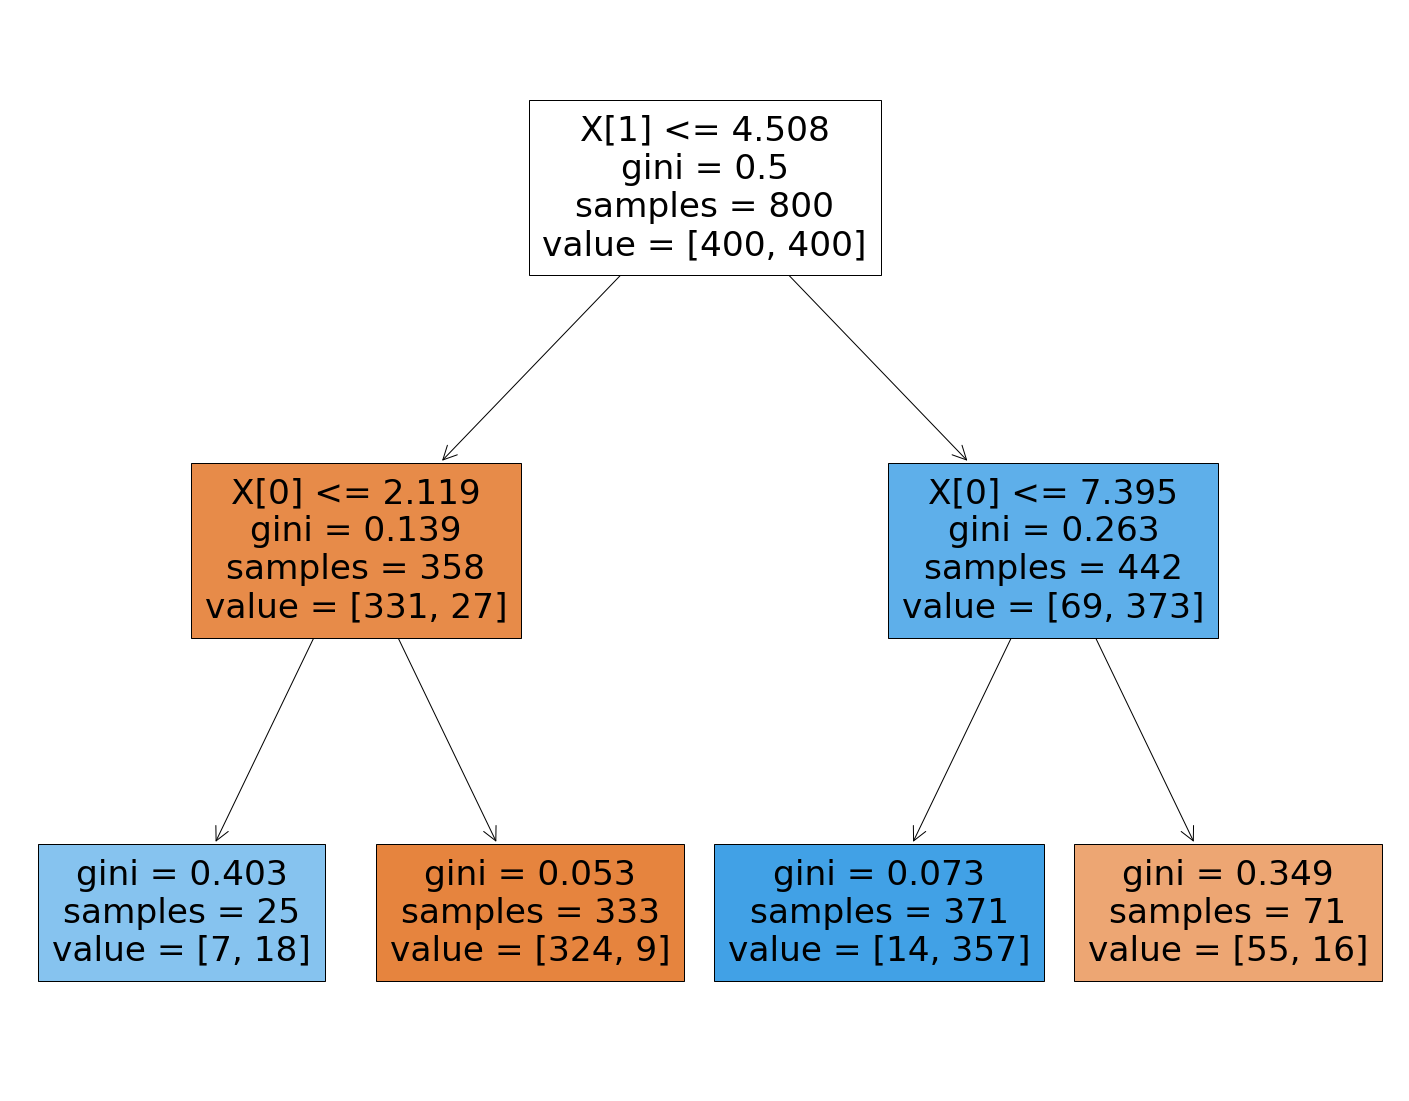 X[1] <= 4.508
gini = 0.5
samples = 800
value = [400, 400]
X[0] <= 2.119
gini = 0.139
samples = 358
value = [331, 27]
X[0] <= 7.395
gini = 0.263
samples = 442
value = [69, 373]
gini = 0.403
samples = 25
value = [7, 18]
gini = 0.053
samples = 333
value = [324, 9]
gini = 0.073
samples = 371
value = [14, 357]
gini = 0.349
samples = 71
value = [55, 16]